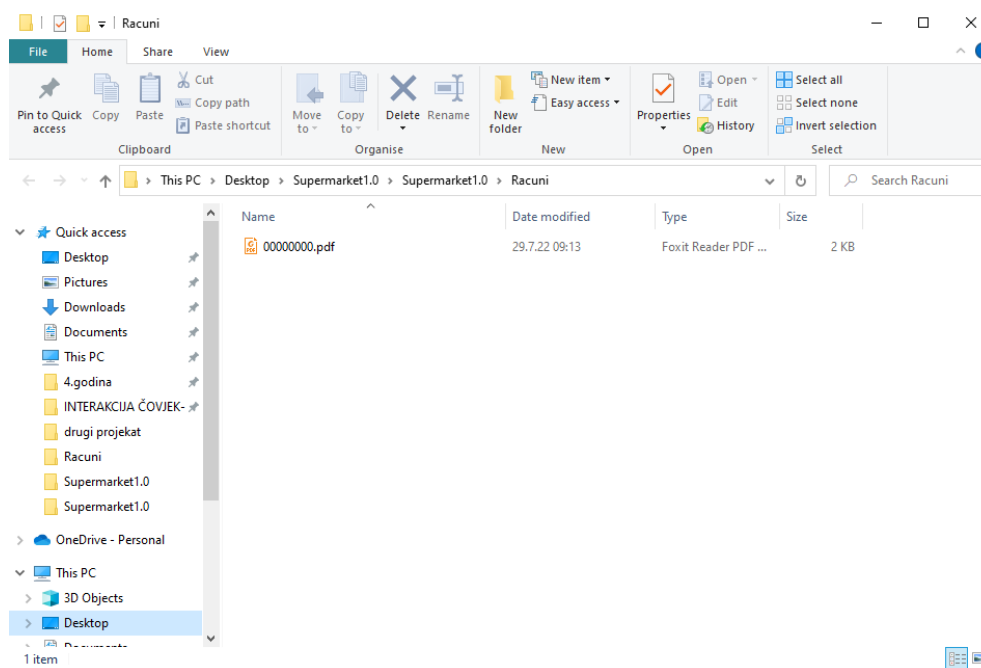 Racuni
File Home Share View
Pin to Quick access
Copy
Paste
Cut
Copy path
Paste shortcut
Clipboard
Move to
Copy to
Delete
Rename
Organise
New folder
New item
Easy access
New
Properties
Open
Edit
History
Open
Select all
Select none
Invert selection
Select
This PC > Desktop > Supermarket1.0 > Supermarket1.0 > Racuni
Search Racuni
Name Date modified Type Size
00000000.pdf 29.7.22 09:13 Foxit Reader PDF ... 2 KB
Quick access
Desktop
Pictures
Downloads
Documents
This PC
4.godina
INTERAKCIJA ČOVJEK-
drugi projekat
Racuni
Supermarket1.0
Supermarket1.0
OneDrive - Personal
This PC
3D Objects
Desktop
Documents
1 item